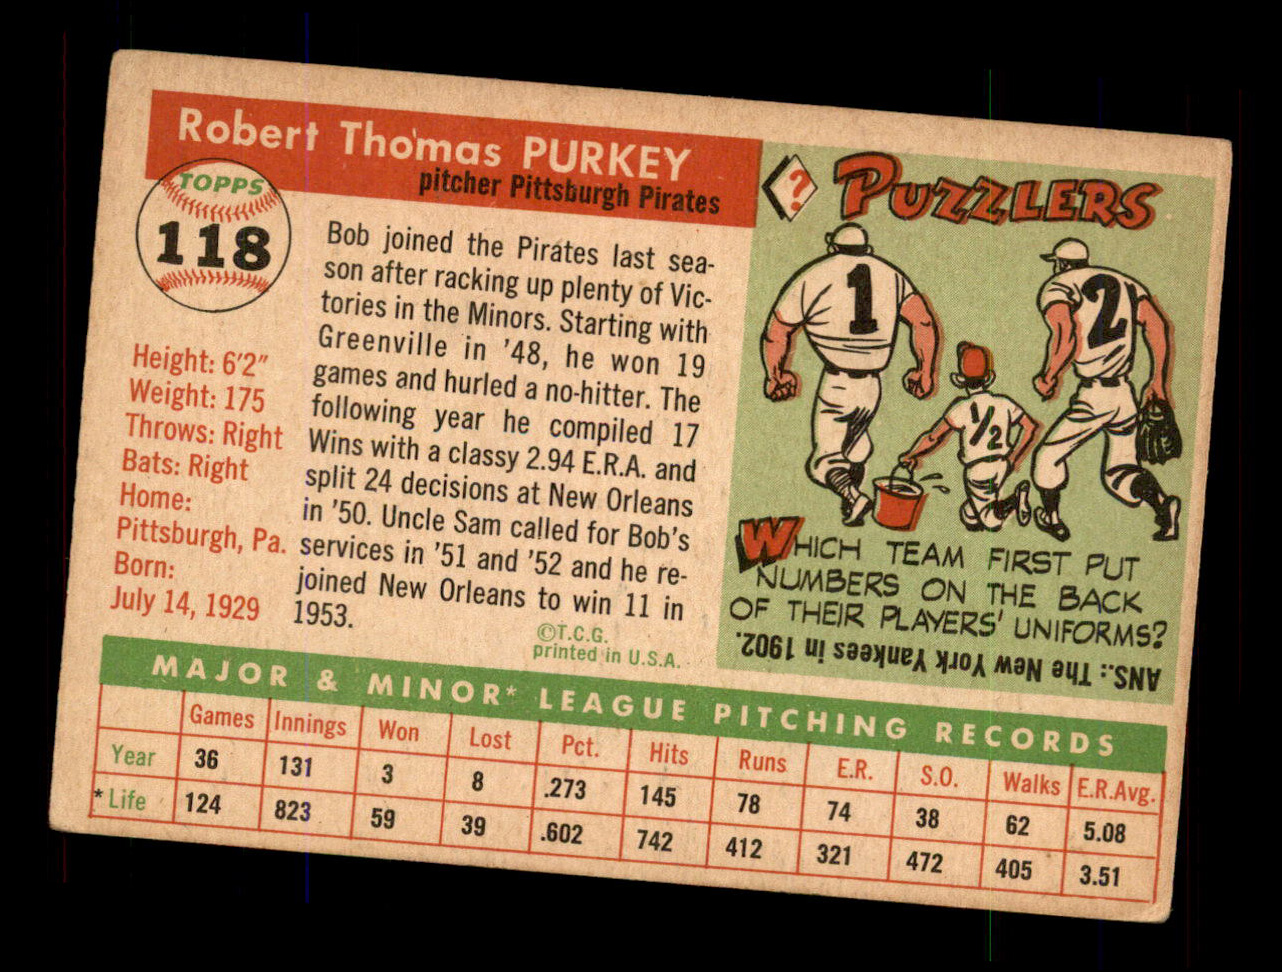 Robert Thomas PURKEY
pitcher Pittsburgh Pirates
TOPPS
118
Height: 6'2"
Weight: 175
Throws: Right
Bats: Right
Home:
Pittsburgh, Pa.
Born:
July 14, 1929
Bob joined the Pirates last sea-
son after racking up plenty of Vic-
tories in the Minors. Starting with
Greenville in '48, he won 19
games and hurled a no-hitter. The
following year he compiled 17
Wins with a classy 2.94 E.R.A. and
split 24 decisions at New Orleans
in '50. Uncle Sam called for Bob's
services in '51 and '52 and he re-
joined New Orleans to win 11 in
1953.
©T.C.G.
printed in U.S.A.
? PUZZLERS
1
2
1/2
WHICH TEAM FIRST PUT
NUMBERS ON THE BACK
OF THEIR PLAYERS' UNIFORMS?
ANS.: The New York Yankees in 1902.
MAJOR & MINOR* LEAGUE PITCHING RECORDS
Games Innings Won Lost Pct. Hits Runs E.R. S.O. Walks E.R.Avg.
Year 36 131 3 8 .273 145 78 74 38 62 5.08
*Life 124 823 59 39 .602 742 412 321 472 405 3.51